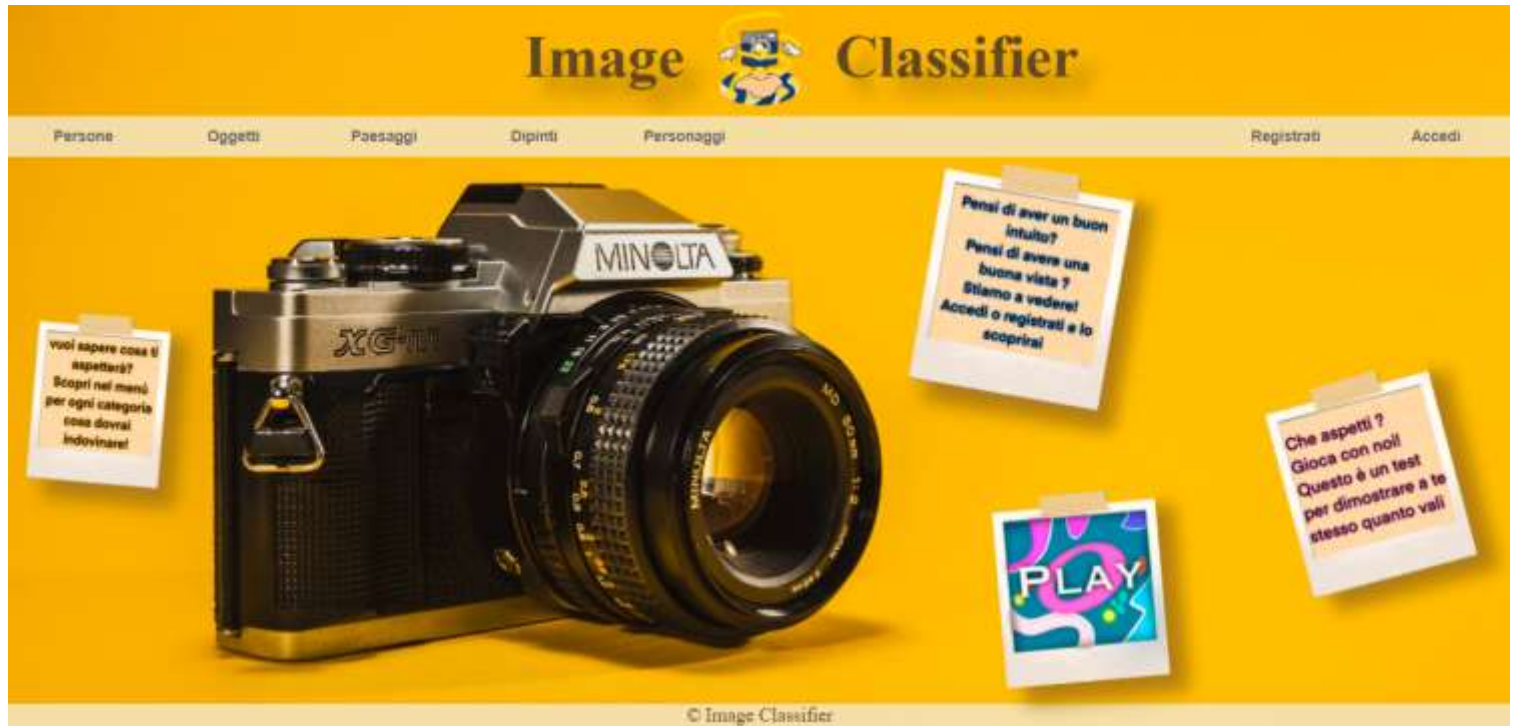 Image Classifier
Persone Oggetti Paesaggi Dipinti Personaggi Registrati Accedi
vuoi sapere cosa ti
aspetterà?
Scopri nel menù
per ogni categoria
cosa dovrai
indovinare!
MINOLTA
XG-M
MINOLTA
MD 50mm
Pensi di aver un buon
intuito?
Pensi di avere una
buona vista ?
Stiamo a vedere!
Accedi o registrati e lo
scoprirai
Che aspetti ?
Gioca con noi!
Questo è un test
per dimostrare a te
stesso quanto vali
PLAY
© Image Classifier